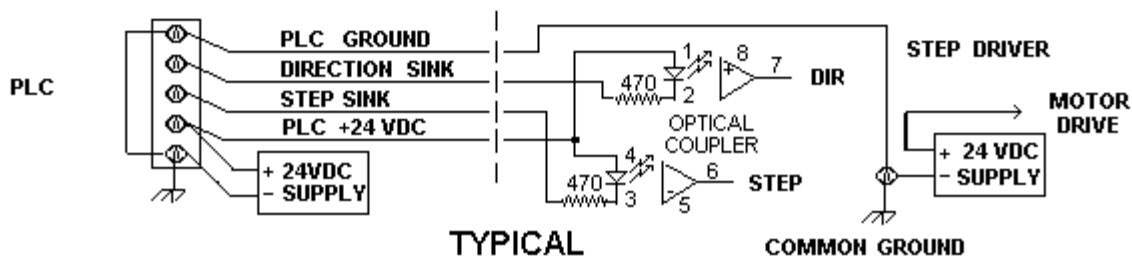 PLC
PLC GROUND
DIRECTION SINK
STEP SINK
PLC +24 VDC
+ 24VDC
− SUPPLY
470
1
2
8
+
7
DIR
OPTICAL
COUPLER
470
4
3
6
-
5
STEP
STEP DRIVER
MOTOR
DRIVE
+ 24 VDC
− SUPPLY
COMMON GROUND
TYPICAL